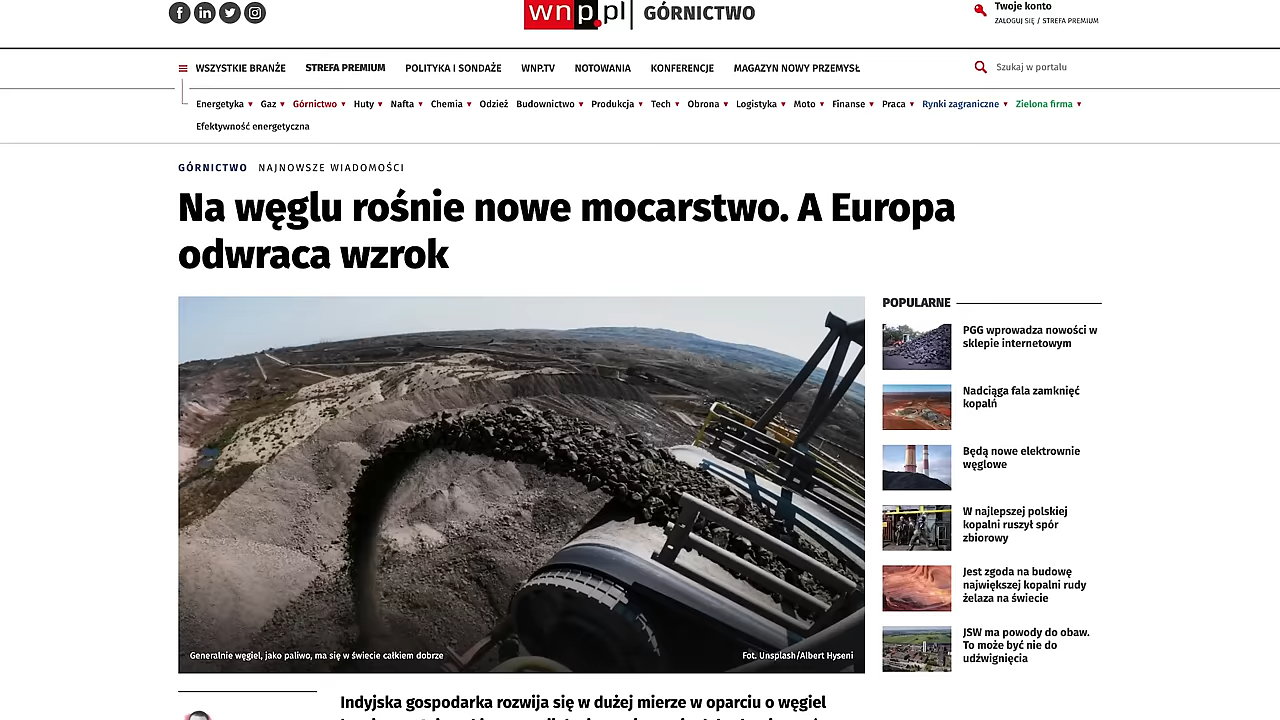 wnp.pl GÓRNICTWO
Twoje konto
ZALOGUJ SIĘ / STREFA PREMIUM
WSZYSTKIE BRANŻE STREFA PREMIUM POLITYKA I SONDAŻE WNP.TV NOTOWANIA KONFERENCJE MAGAZYN NOWY PRZEMYSŁ
Szukaj w portalu
Energetyka Gaz Górnictwo Huty Nafta Chemia Odzież Budownictwo Produkcja Tech Obrona Logistyka Moto Finanse Praca Rynki zagraniczne Zielona firma
Efektywność energetyczna
GÓRNICTWO NAJNOWSZE WIADOMOŚCI
Na węglu rośnie nowe mocarstwo. A Europa
odwraca wzrok
Generalnie węgiel, jako paliwo, ma się w świecie całkiem dobrze
Fot. Unsplash/Albert Hyseni
POPULARNE
PGG wprowadza nowości w
sklepie internetowym
Nadciąga fala zamknięć
kopalń
Będą nowe elektrownie
węglowe
W najlepszej polskiej
kopalni ruszył spór
zbiorowy
Jest zgoda na budowę
największej kopalni rudy
żelaza na świecie
JSW ma powody do obaw.
To może być nie do
udźwignięcia
Indyjska gospodarka rozwija się w dużej mierze w oparciu o węgiel